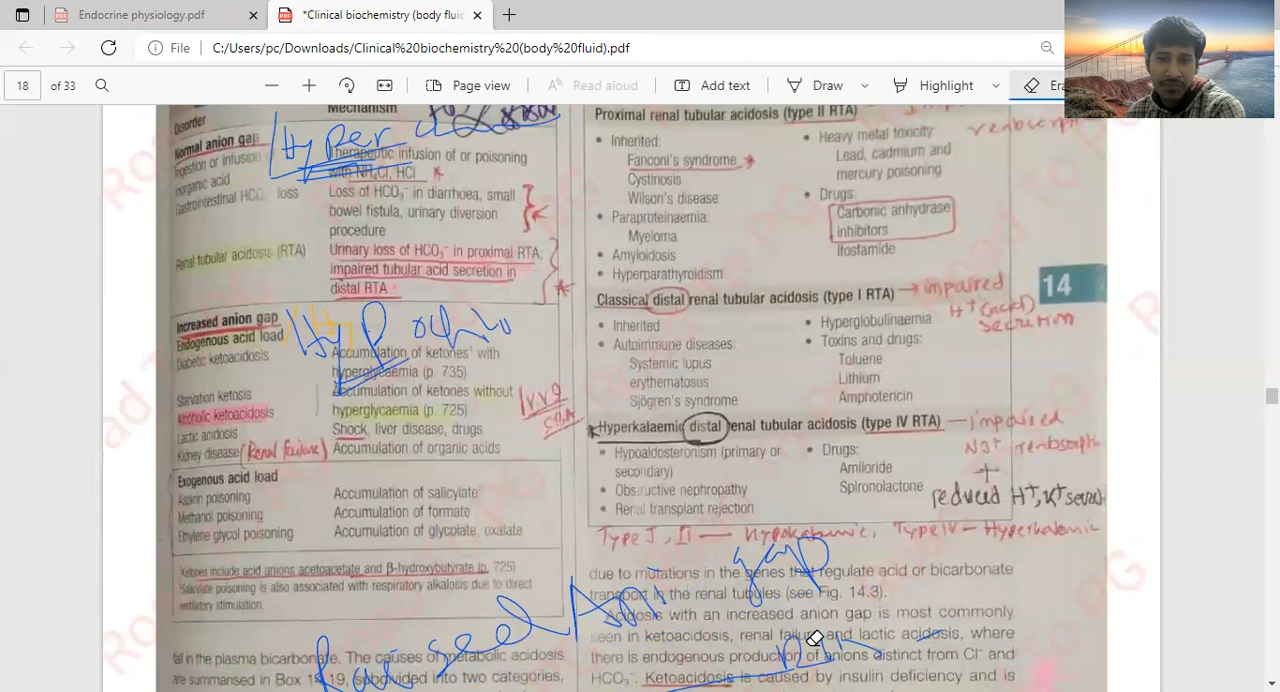 Endocrine physiology.pdf
*Clinical biochemistry (body fluid
File
C:/Users/pc/Downloads/Clinical%20biochemistry%20(body%20fluid).pdf
18
of 33
Page view
Read aloud
Add text
Draw
Highlight
Disorder
Mechanism
Hyper
Normal anion gap
Ingestion or infusion
inorganic acid
Therapeutic infusion of or poisoning
with NH4Cl, HCl
Gastrointestinal HCO3 loss
Loss of HCO3⁻ in diarrhoea, small
bowel fistula, urinary diversion
procedure
Renal tubular acidosis (RTA)
Urinary loss of HCO3⁻ in proximal RTA;
impaired tubular acid secretion in
distal RTA
Increased anion gap
Endogenous acid load
Diabetic ketoacidosis
Accumulation of ketones¹ with
hyperglycaemia (p. 735)
Starvation ketosis
Alcoholic ketoacidosis
Accumulation of ketones without
hyperglycaemia (p. 725)
Lactic acidosis
Shock, liver disease, drugs
Kidney disease (Renal failure)
Accumulation of organic acids
Exogenous acid load
Aspirin poisoning
Accumulation of salicylate
Methanol poisoning
Accumulation of formate
Ethylene glycol poisoning
Accumulation of glycolate, oxalate
Ketones include acid anions acetoacetate and β-hydroxybutyrate (p. 725)
Salicylate poisoning is also associated with respiratory alkalosis due to direct
ventilatory stimulation.
fall in the plasma bicarbonate. The causes of metabolic acidosis
are summarised in Box 14.19, subdivided into two categories,
Proximal renal tubular acidosis (type II RTA)
• Inherited:
Fanconi's syndrome
Cystinosis
Wilson's disease
• Paraproteinaemia:
Myeloma
• Amyloidosis
• Hyperparathyroidism
• Heavy metal toxicity:
Lead, cadmium and
mercury poisoning
• Drugs
Carbonic anhydrase
inhibitors
Ifosfamide
Classical distal renal tubular acidosis (type I RTA) → impaired
H⁺ (acid)
secretion
• Inherited
• Autoimmune diseases:
Systemic lupus
erythematosus
Sjögren's syndrome
• Hyperglobulinaemia
• Toxins and drugs:
Toluene
Lithium
Amphotericin
Hyperkalaemic distal renal tubular acidosis (type IV RTA) — impaired
Na⁺ reabsorption
+
reduced H⁺, K⁺
• Hypoaldosteronism (primary or
secondary)
• Obstructive nephropathy
• Renal transplant rejection
• Drugs:
Amiloride
Spironolactone
Type I, II — Hypokalemic, Type IV — Hyperkalemic
14
due to mutations in the genes that regulate acid or bicarbonate
transport in the renal tubules (see Fig. 14.3).
Acidosis with an increased anion gap is most commonly
seen in ketoacidosis, renal failure and lactic acidosis, where
there is endogenous production of anions distinct from Cl⁻ and
HCO3⁻. Ketoacidosis is caused by insulin deficiency and is
gap